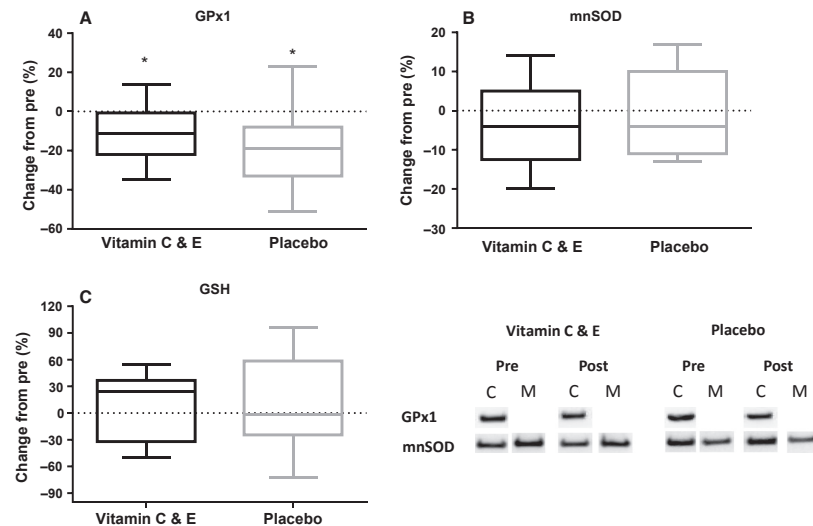 A
GPx1
Change from pre (%)
40
20
0
–20
–40
–60
*
*
Vitamin C & E
Placebo
B
mnSOD
Change from pre (%)
20
10
0
–10
–20
–30
Vitamin C & E
Placebo
C
GSH
Change from pre (%)
120
90
60
30
0
–30
–60
–90
Vitamin C & E
Placebo
Vitamin C & E Placebo
Pre Post Pre Post
C M C M C M C M
GPx1
mnSOD